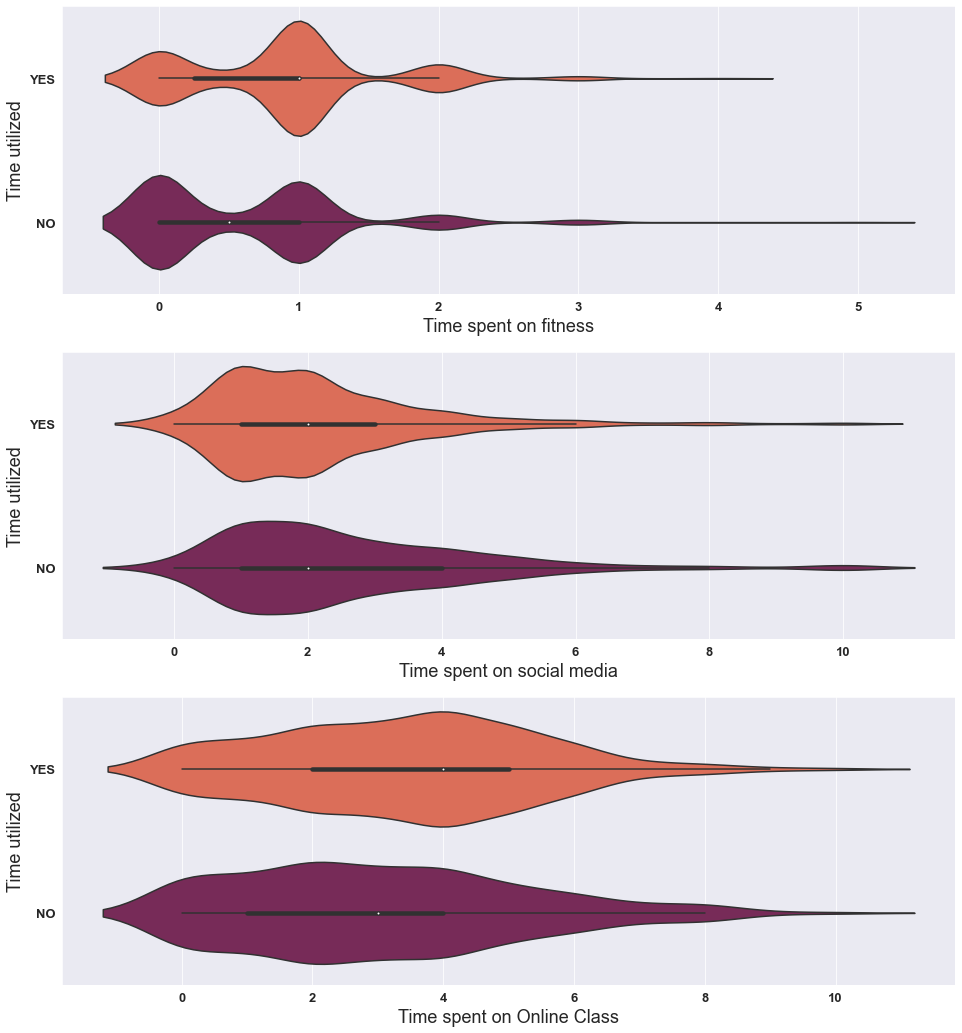 Time utilized
YES
NO
0 1 2 3 4 5
Time spent on fitness
Time utilized
YES
NO
0 2 4 6 8 10
Time spent on social media
Time utilized
YES
NO
0 2 4 6 8 10
Time spent on Online Class